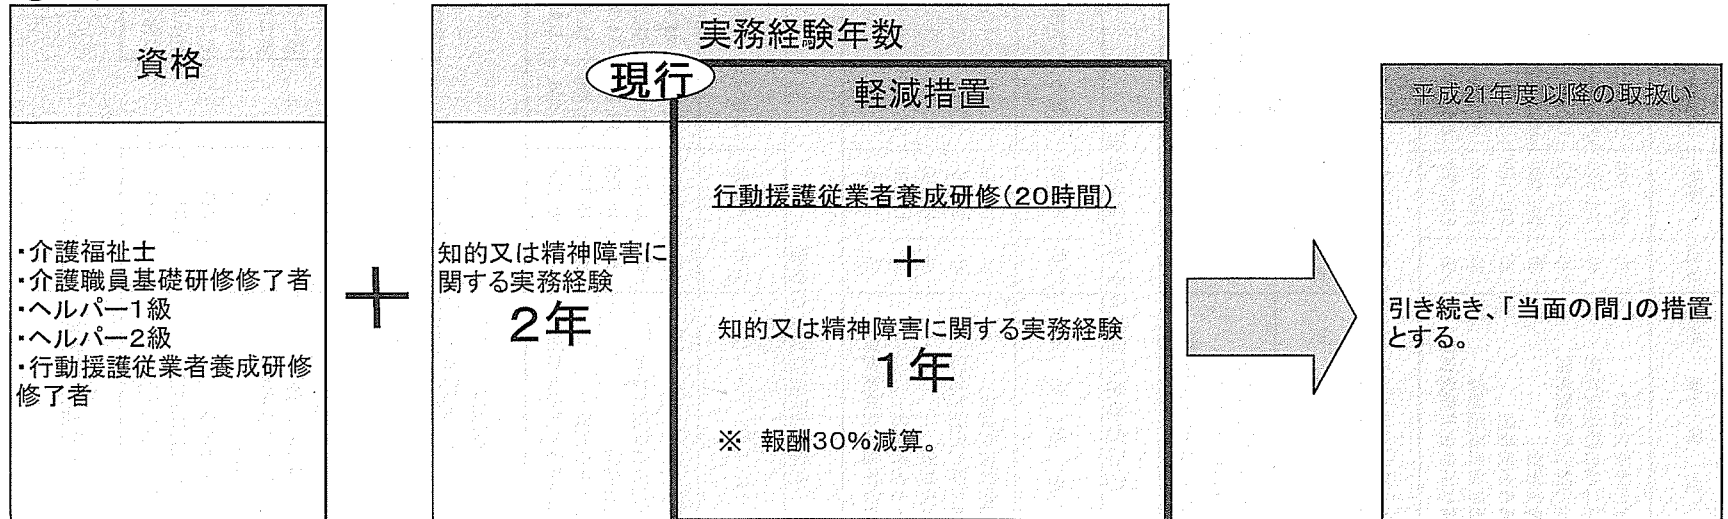 資格
・介護福祉士
・介護職員基礎研修修了者
・ヘルパー1級
・ヘルパー2級
・行動援護従業者養成研修
修了者
＋
実務経験年数
現行
知的又は精神障害に
関する実務経験
2年
軽減措置
行動援護従業者養成研修(20時間)
＋
知的又は精神障害に関する実務経験
1年
※ 報酬30%減算。
平成21年度以降の取扱い
引き続き、「当面の間」の措置
とする。